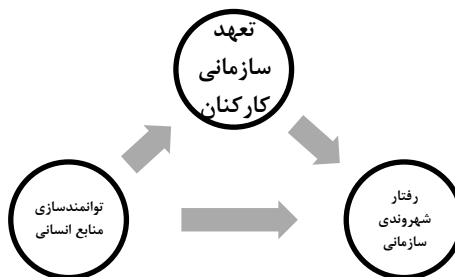 تعهد
سازمانی
کارکنان
توانمندسازی
منابع انسانی
رفتار
شهروندی
سازمانی